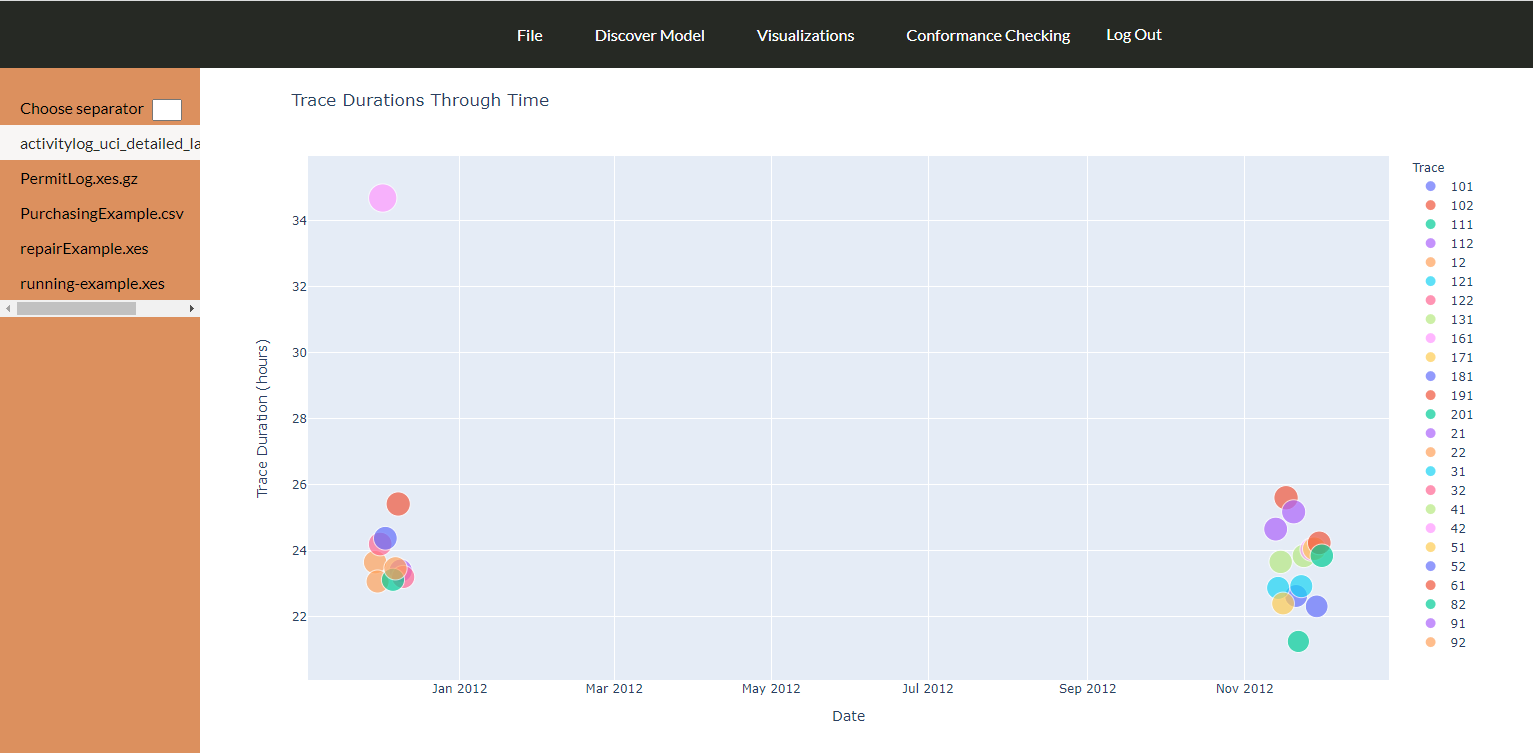 File Discover Model Visualizations Conformance Checking Log Out
Choose separator
activitylog_uci_detailed_la
PermitLog.xes.gz
PurchasingExample.csv
repairExample.xes
running-example.xes
Trace Durations Through Time
Trace Duration (hours)
34
32
30
28
26
24
22
Jan 2012 Mar 2012 May 2012 Jul 2012 Sep 2012 Nov 2012
Date
Trace
101
102
111
112
12
121
122
131
161
171
181
191
201
21
22
31
32
41
42
51
52
61
82
91
92